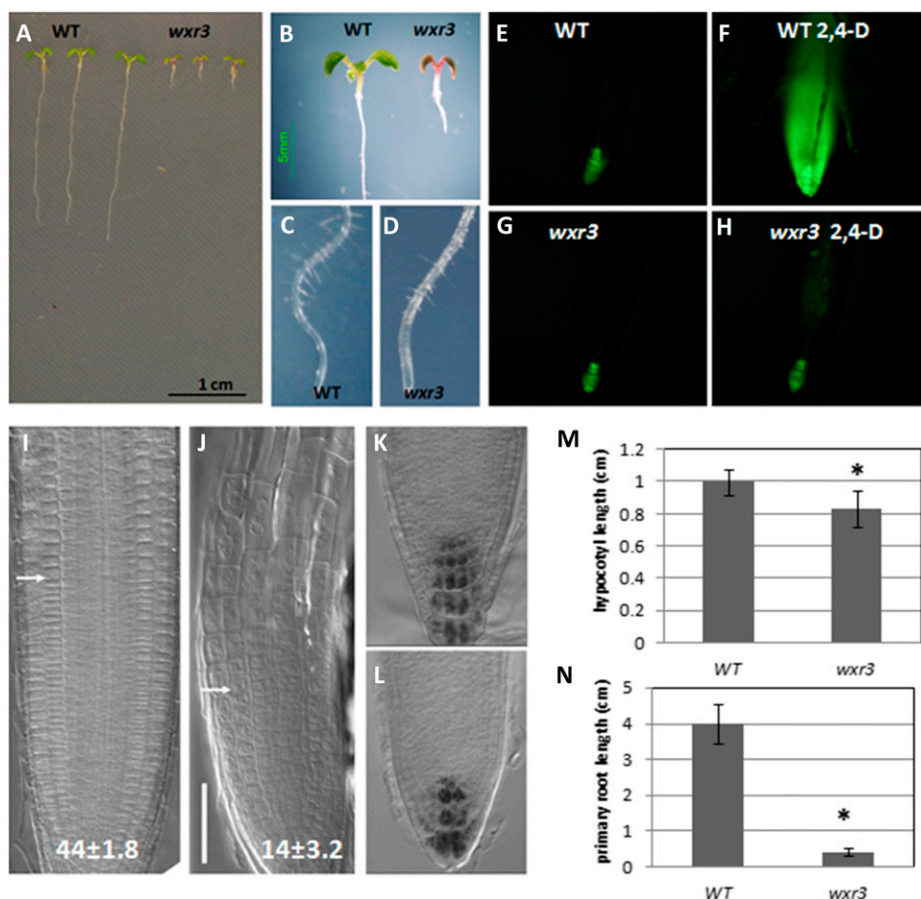 A
WT
wxr3
1 cm
B
WT
wxr3
5mm
C
WT
D
wxr3
E
WT
F
WT 2,4-D
G
wxr3
H
wxr3 2,4-D
I
44±1.8
J
14±3.2
K
L
M
hypocotyl length (cm)
1.2
1
0.8
0.6
0.4
0.2
0
*
WT
wxr3
N
primary root length (cm)
5
4
3
2
1
0
*
WT
wxr3